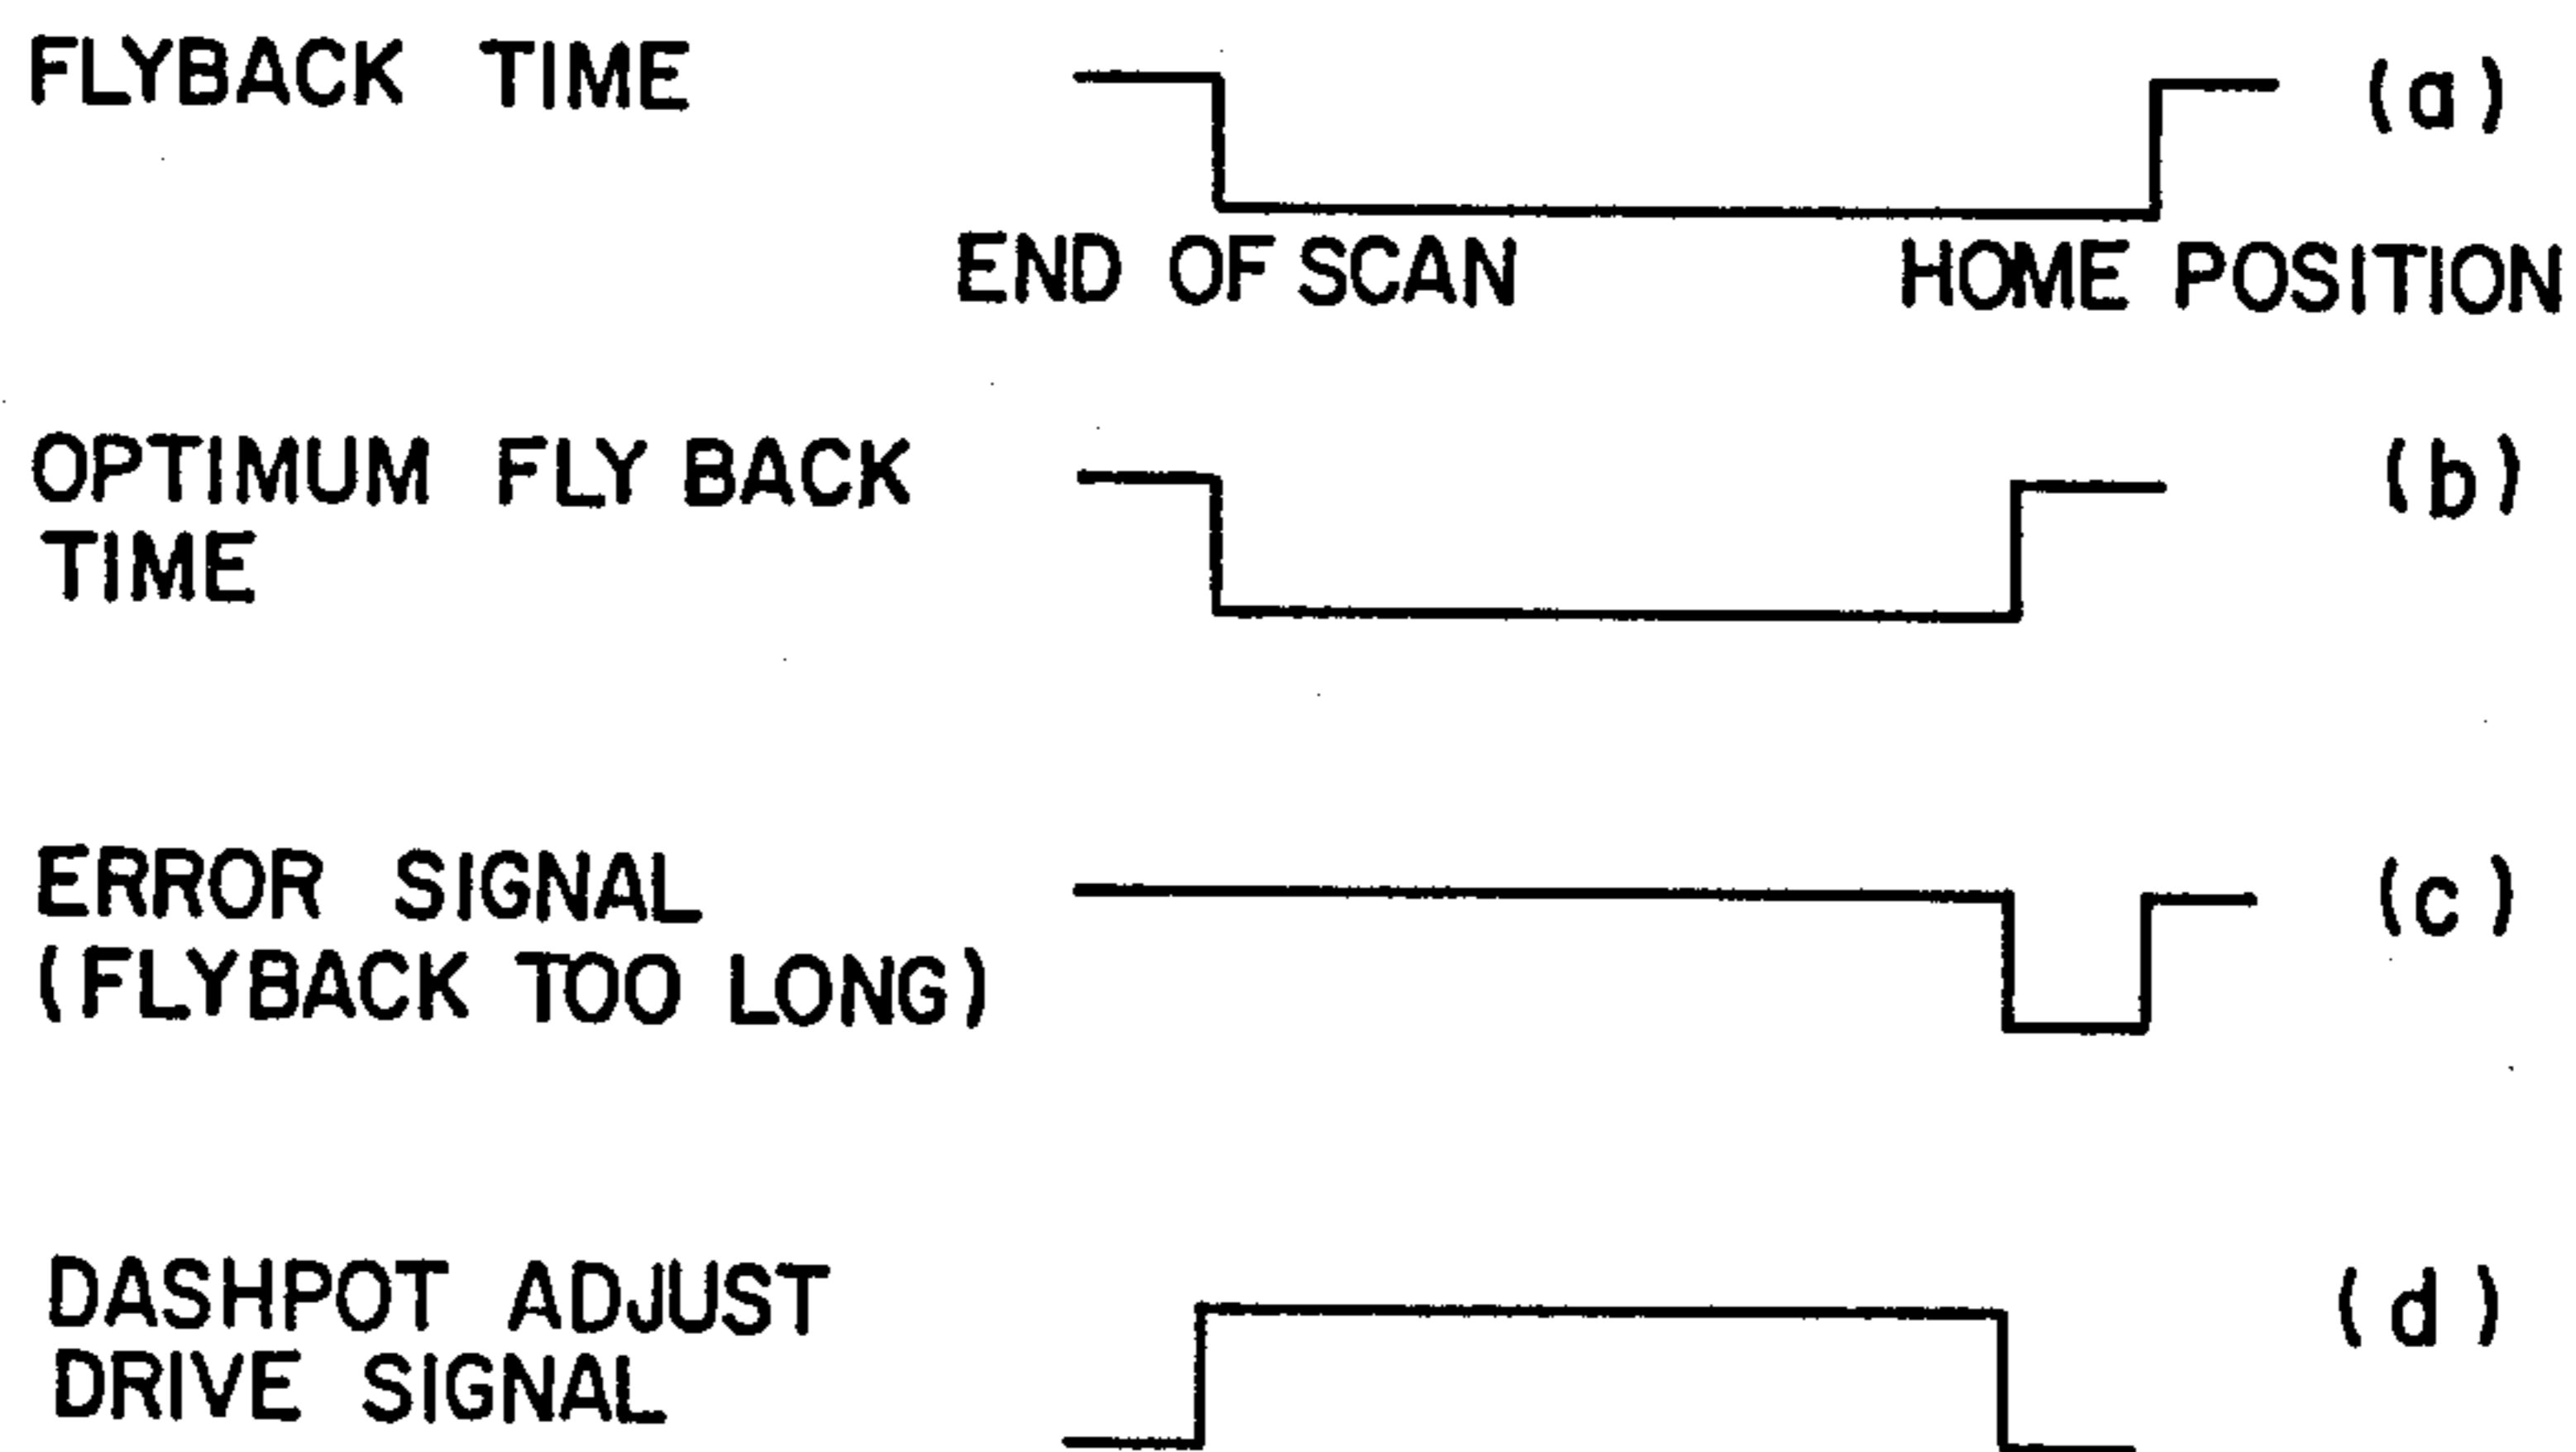 FLYBACK TIME (a)
END OF SCAN HOME POSITION
OPTIMUM FLY BACK (b)
TIME
ERROR SIGNAL (c)
(FLYBACK TOO LONG)
DASHPOT ADJUST (d)
DRIVE SIGNAL